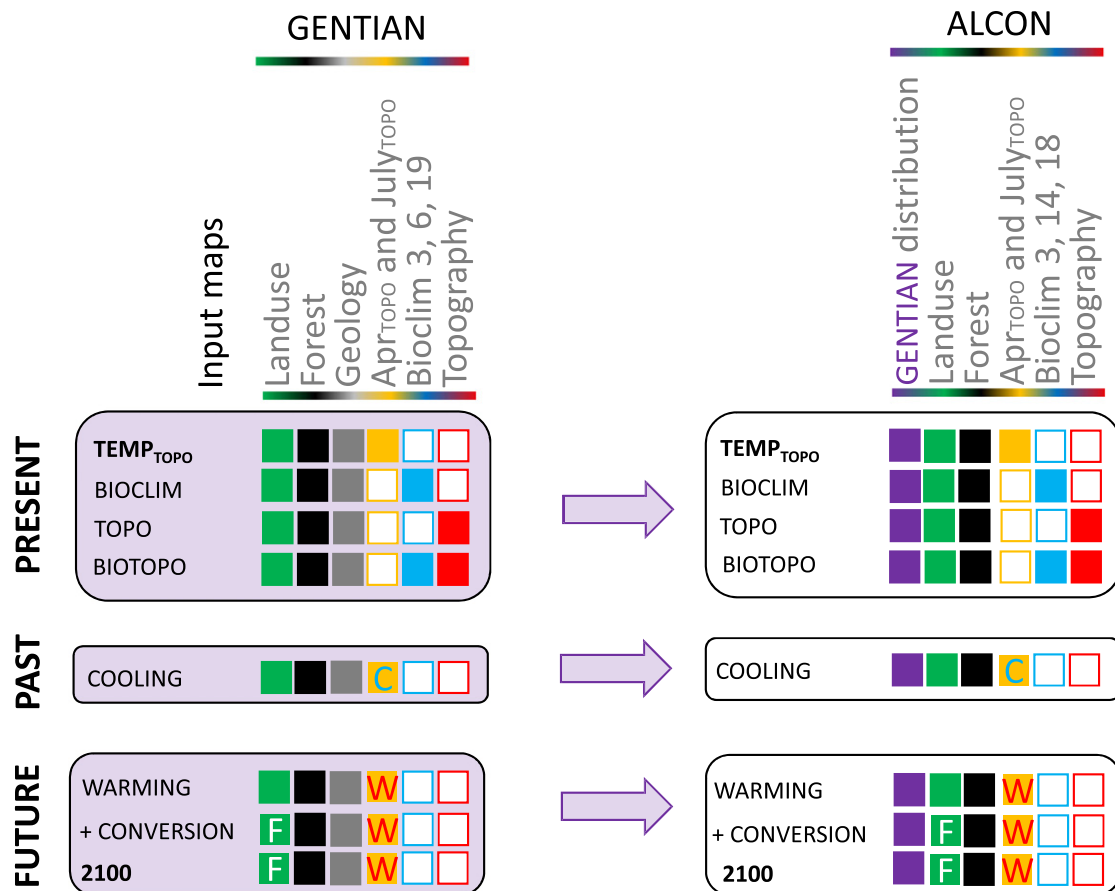 GENTIAN
ALCON
Input maps
Landuse
Forest
Geology
AprTOPO and JulyTOPO
Bioclim 3, 6, 19
Topography
GENTIAN distribution
Landuse
Forest
AprTOPO and JulyTOPO
Bioclim 3, 14, 18
Topography
PRESENT
TEMPTOPO
BIOCLIM
TOPO
BIOTOPO
TEMPTOPO
BIOCLIM
TOPO
BIOTOPO
PAST
COOLING C
COOLING C
FUTURE
WARMING W
+ CONVERSION F W
2100 F W
WARMING W
+ CONVERSION F W
2100 F W